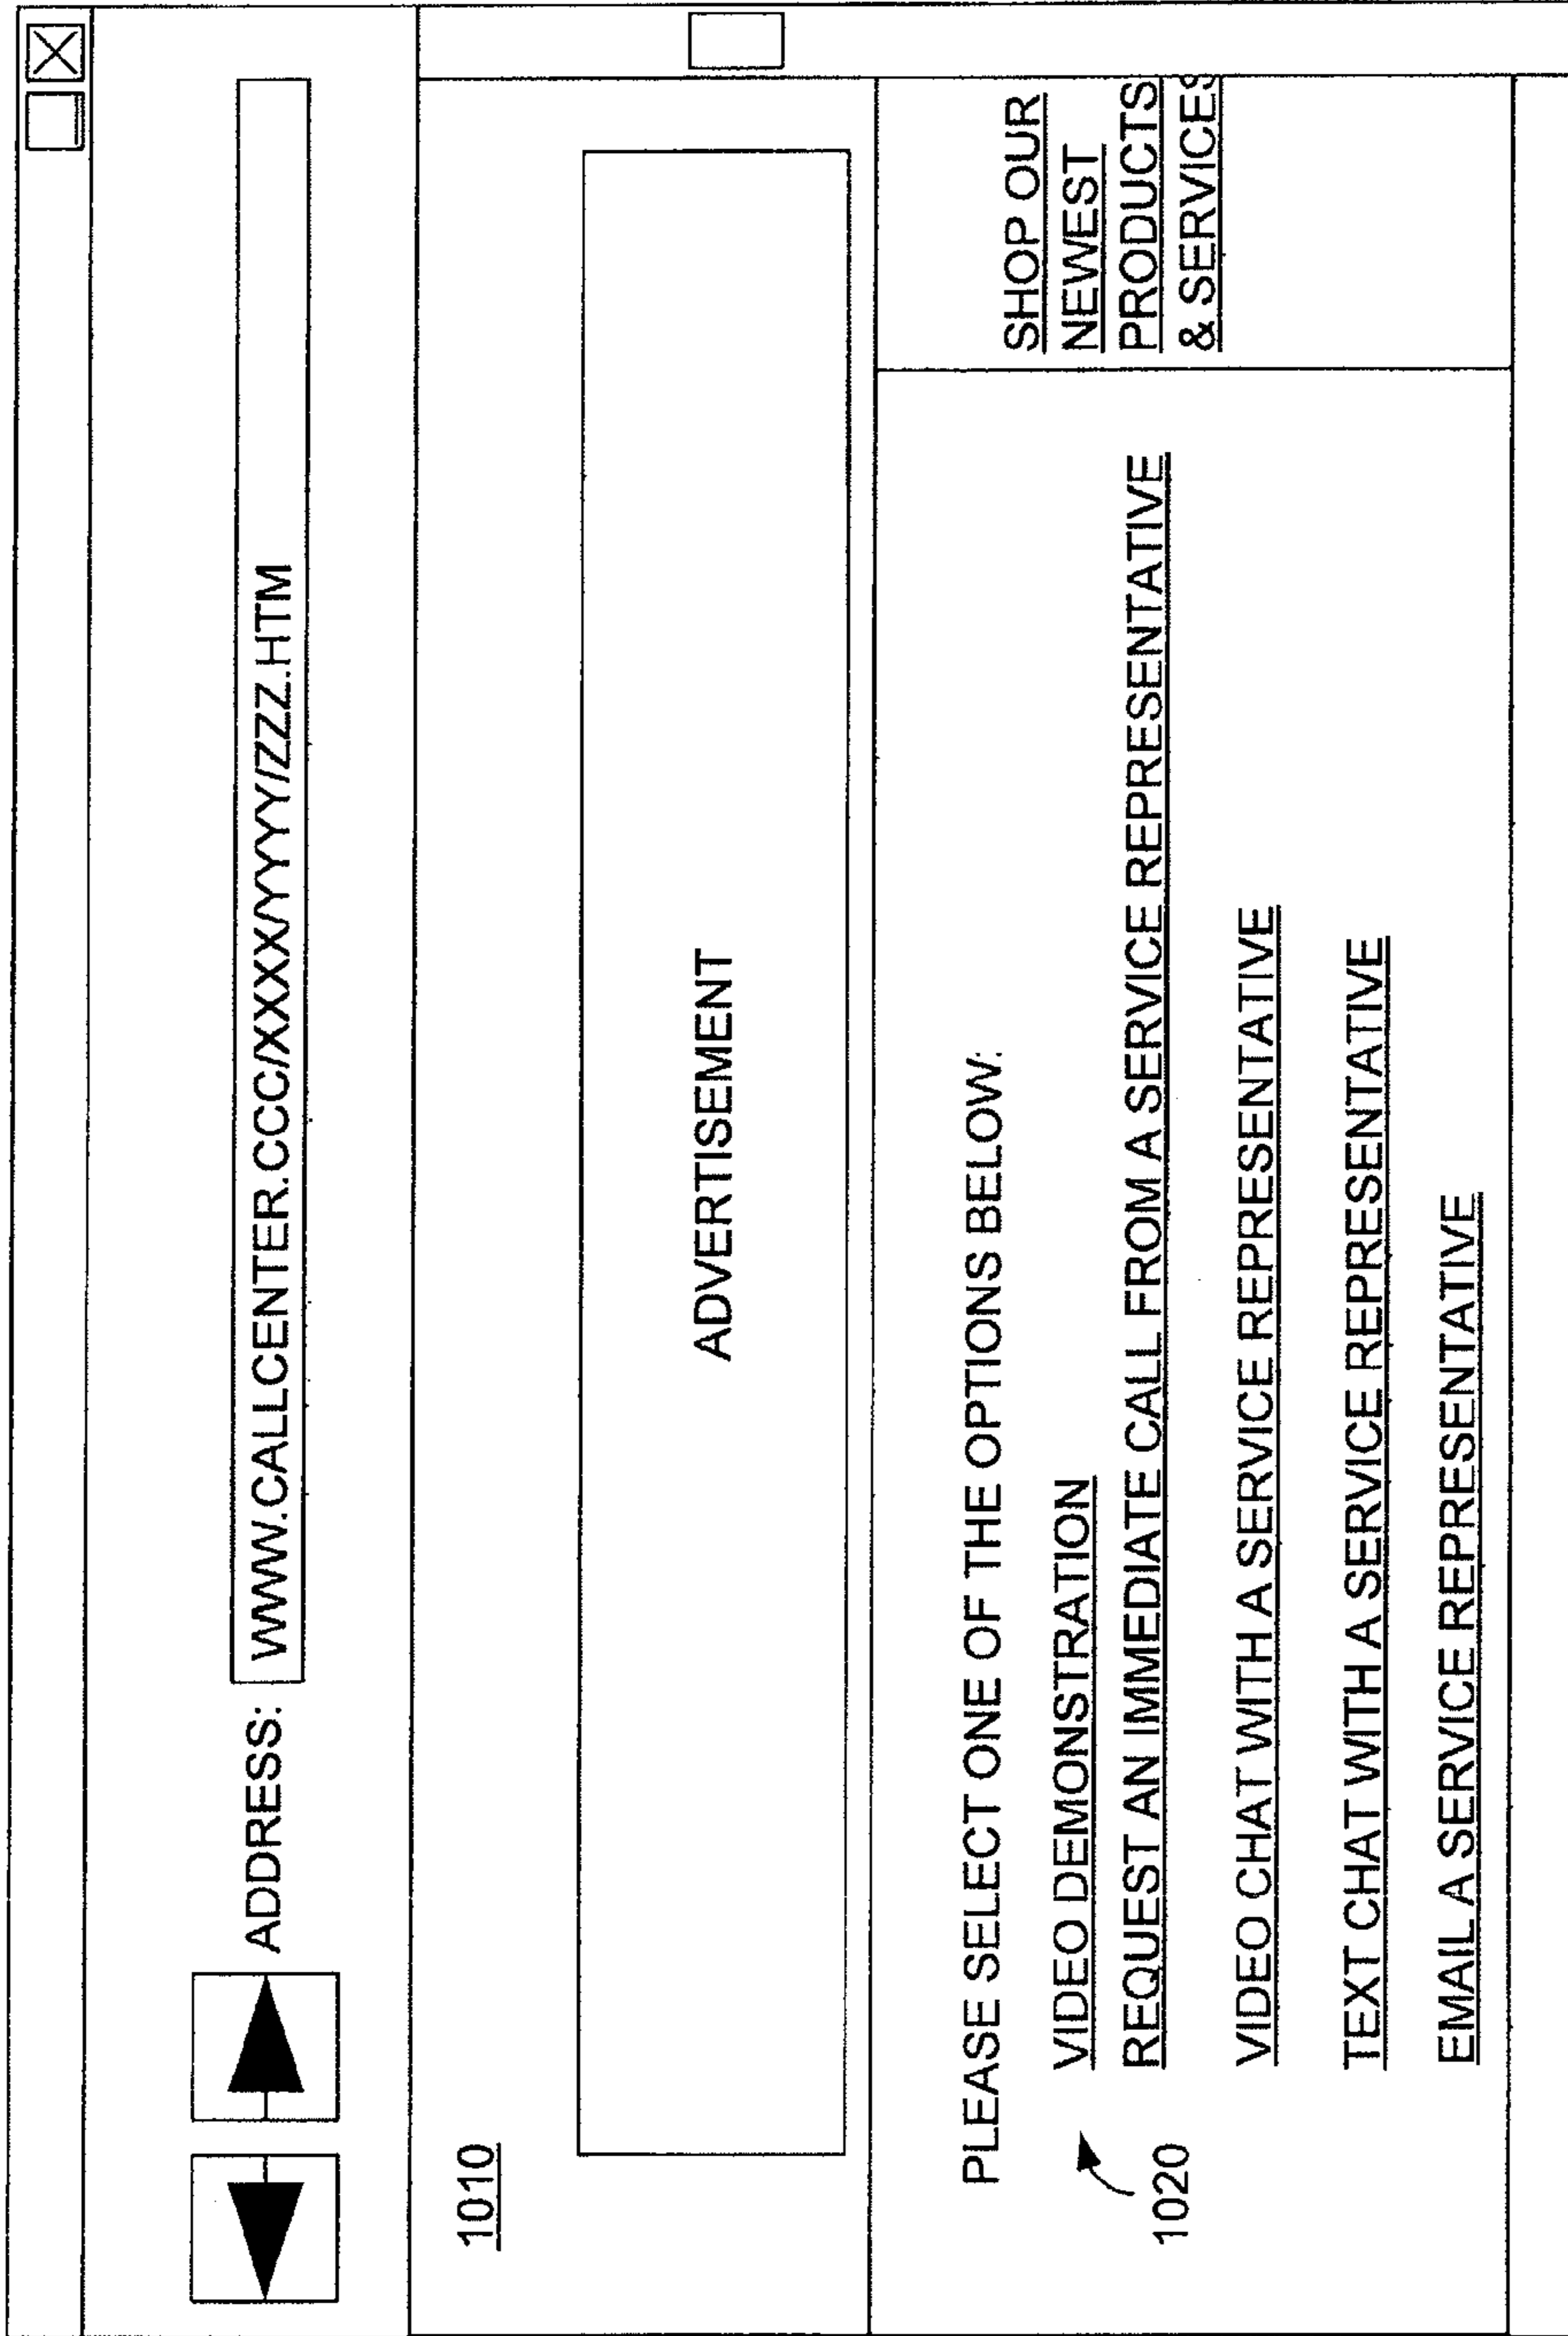 ADDRESS: WWW.CALLCENTER.CCC/XXXX/YYYY/ZZZ.HTM
1010
ADVERTISEMENT
PLEASE SELECT ONE OF THE OPTIONS BELOW:
VIDEO DEMONSTRATION
1020
REQUEST AN IMMEDIATE CALL FROM A SERVICE REPRESENTATIVE
VIDEO CHAT WITH A SERVICE REPRESENTATIVE
TEXT CHAT WITH A SERVICE REPRESENTATIVE
EMAIL A SERVICE REPRESENTATIVE
SHOP OUR
NEWEST
PRODUCTS
& SERVICES